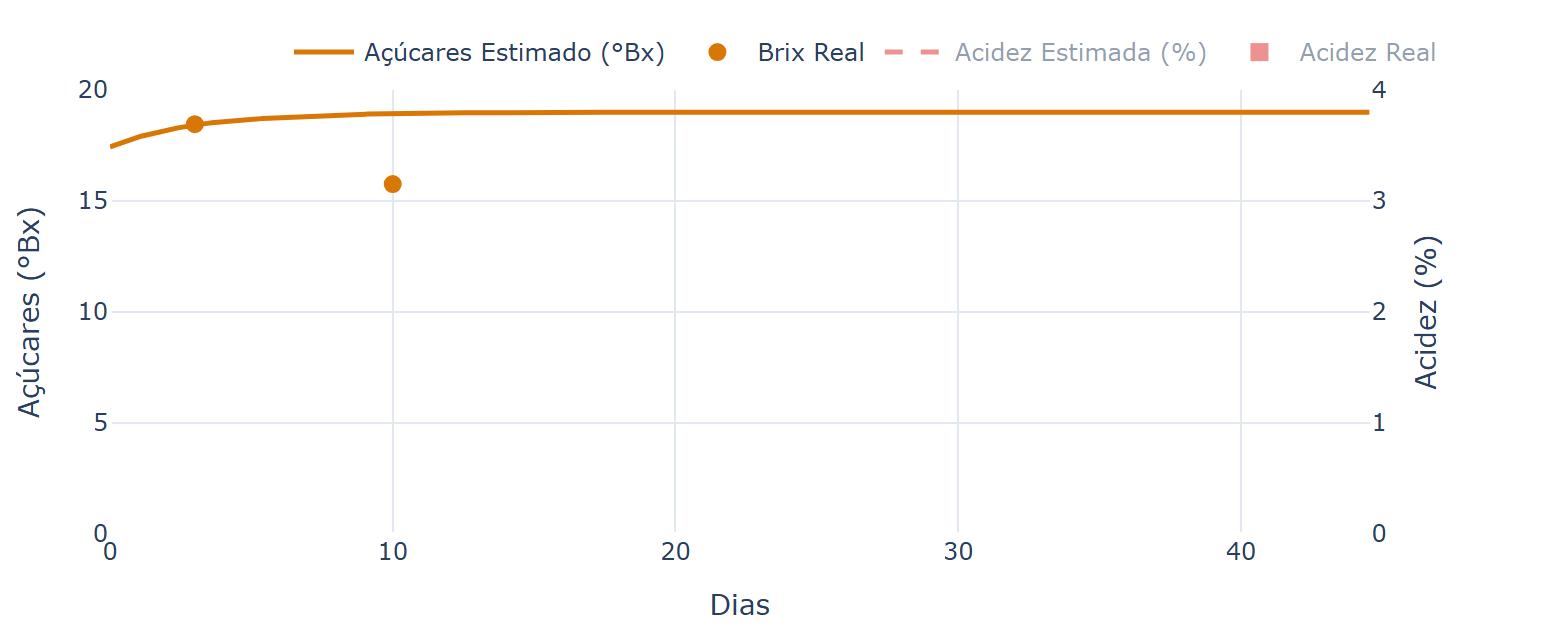 Açúcares Estimado (°Bx) Brix Real Acidez Estimada (%) Acidez Real
20
15
10
5
0
Açúcares (°Bx)
4
3
2
1
0
Acidez (%)
0 10 20 30 40
Dias